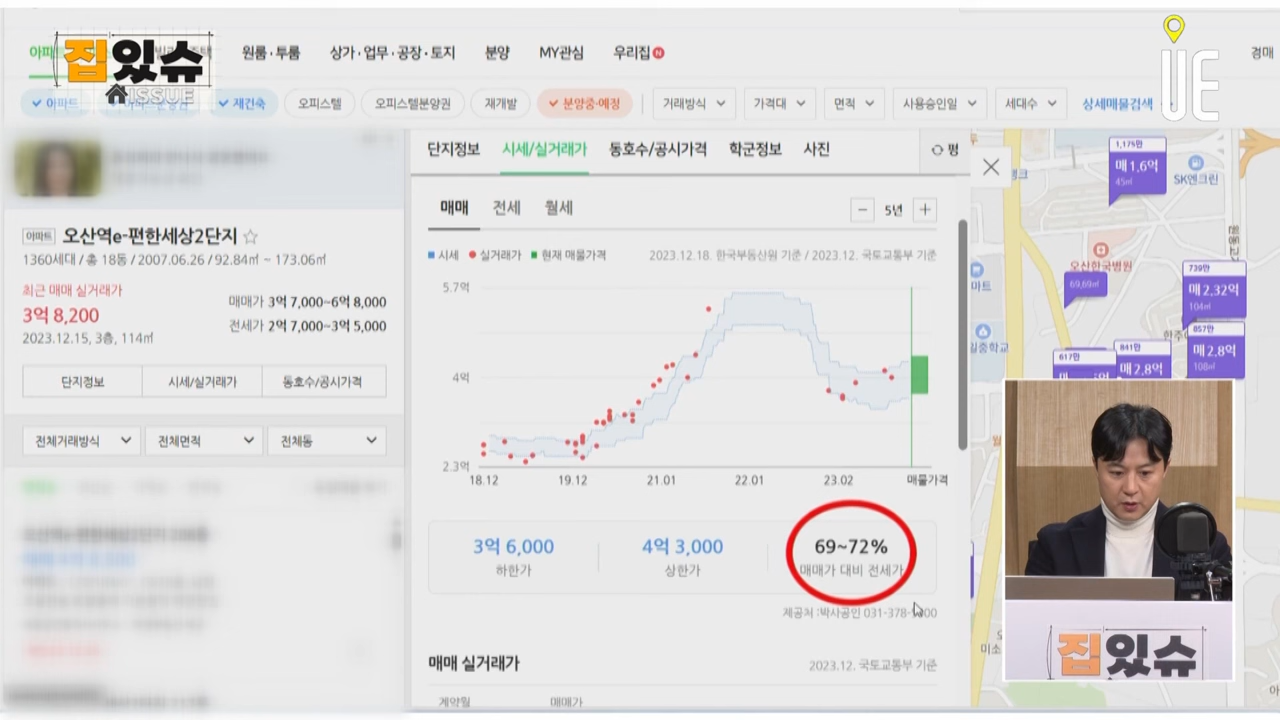 집있슈
ISSUE
원룸·투룸
상가·업무·공장·토지
분양
MY관심
우리집
N
경매
UE
아파트
재건축
오피스텔
오피스텔분양권
재개발
분양중·예정
거래방식
가격대
면적
사용승인일
세대수
상세매물검색
단지정보
시세/실거래가
동호수/공시가격
학군정보
사진
평
매매
전세
월세
5년
시세
실거래가
현재 매물가격
2023.12.18. 한국부동산원 기준 / 2023.12. 국토교통부 기준
아파트
오산역e-편한세상2단지
1360세대 / 총 18동 / 2007.06.26 / 92.84㎡ ~ 173.06㎡
최근 매매 실거래가
3억 8,200
2023.12.15, 3층, 114㎡
매매가 3억 7,000~6억 8,000
전세가 2억 7,000~3억 5,000
단지정보
시세/실거래가
동호수/공시가격
전체거래방식
전체면적
전체동
5.7억
4억
2.3억
18.12
19.12
21.01
22.01
23.02
매물가격
3억 6,000
하한가
4억 3,000
상한가
69~72%
매매가 대비 전세가
제공처 :박사공인 031-378-
매매 실거래가
2023.12. 국토교통부 기준
계약월
매매가
1,175만
매1.6억
45㎡
SK엔크린
오산한국병원
69.69㎡
739만
매2.32억
104㎡
857만
매2.8억
108㎡
841만
매2.8억
617만
집있슈